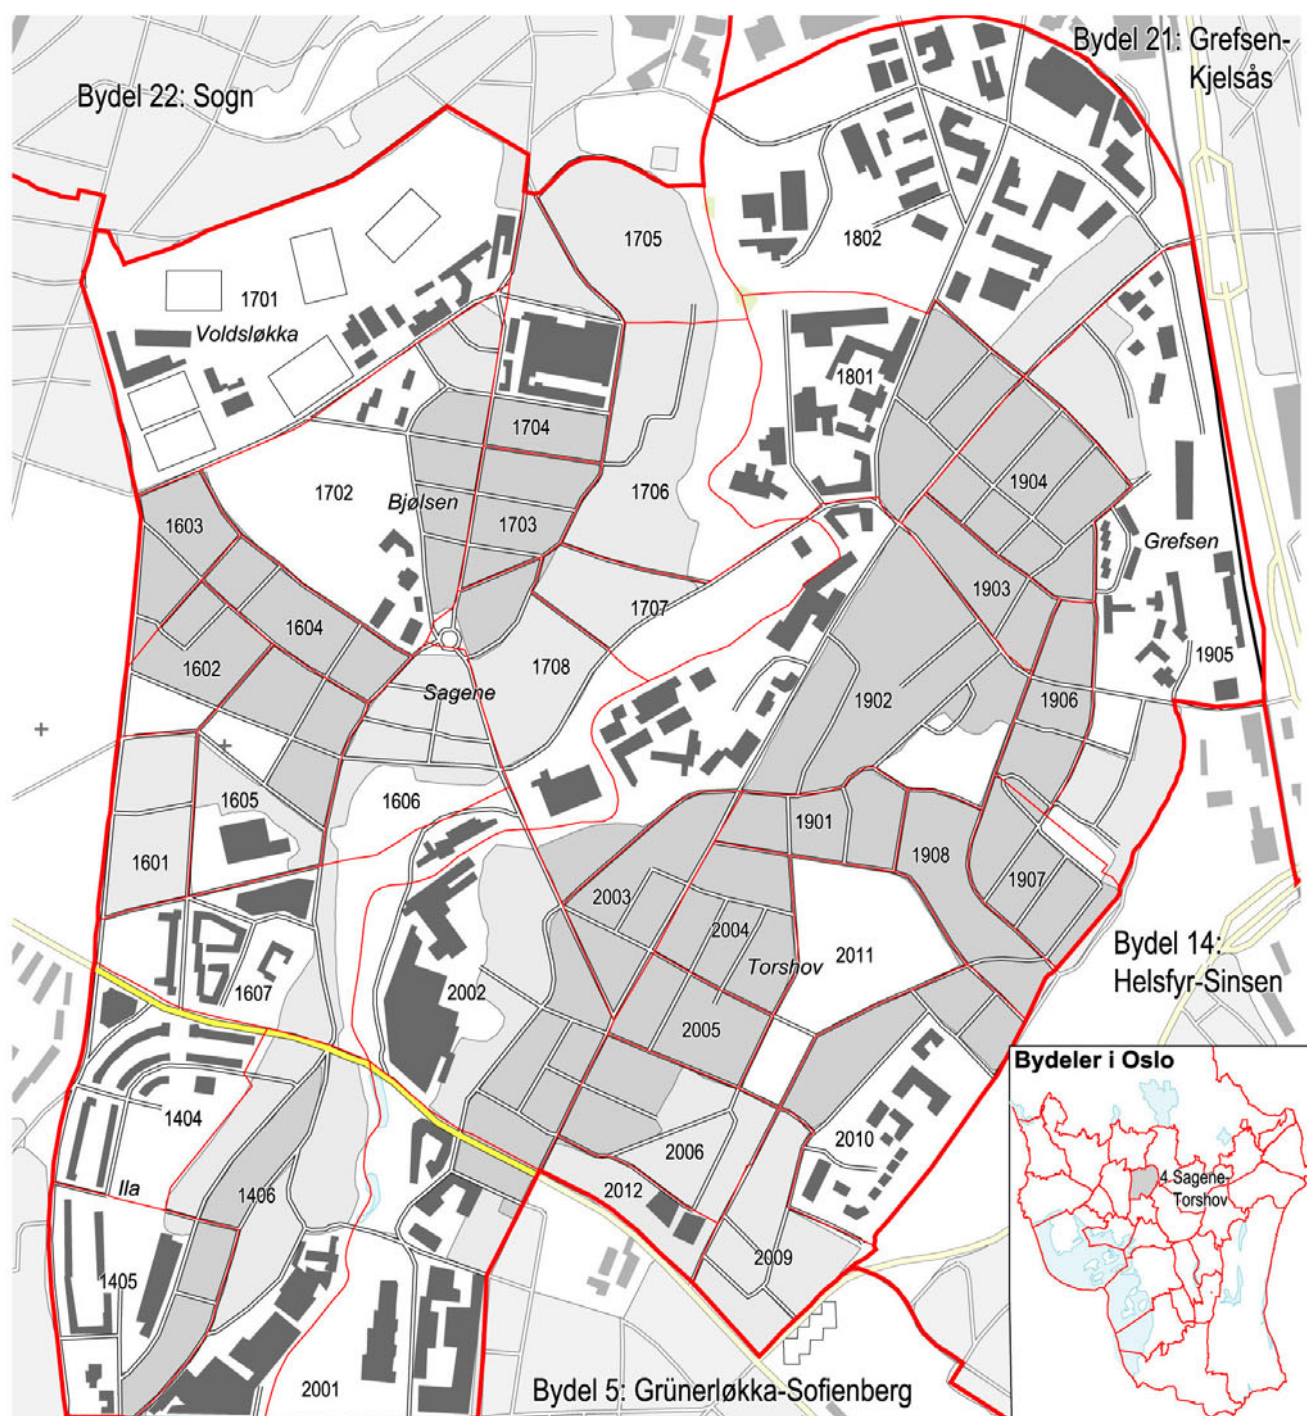 Bydel 21: Grefsen-
Kjelsås
Bydel 22: Sogn
1705
1802
1701
Voldsløkka
1801
1704
1904
1702
1706
Bjølsen
1703
1603
Grefsen
1903
1707
1604
1905
1602
1708
Sagene
1902
1906
1606
1605
1901
1601
1908
1907
2003
2004
Bydel 14:
Helsfyr-Sinsen
Torshov
2011
1607
2002
2005
1404
2010
2006
Ila
1406
2012
2009
1405
2001
Bydel 5: Grünerløkka-Sofienberg
Bydeler i Oslo
4 Sagene-
Torshov